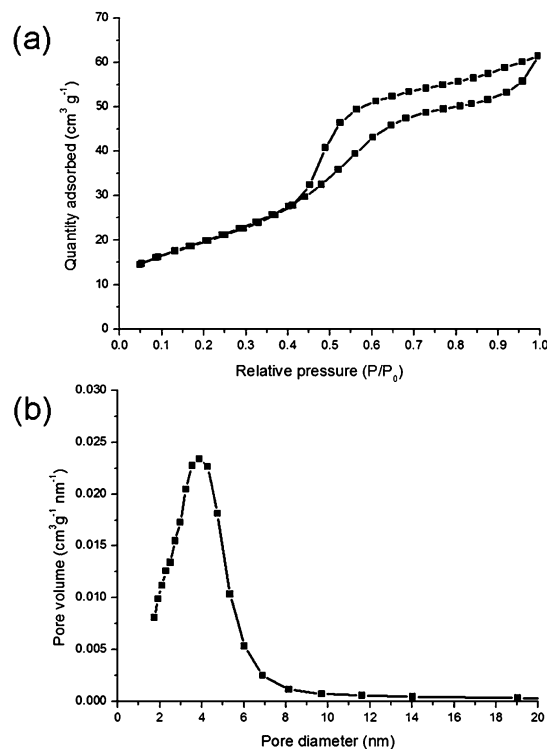 (a)
Quantity adsorbed (cm³ g⁻¹)
70
60
50
40
30
20
10
0
0.0 0.1 0.2 0.3 0.4 0.5 0.6 0.7 0.8 0.9 1.0
Relative pressure (P/P₀)
(b)
Pore volume (cm³g⁻¹ nm⁻¹)
0.030
0.025
0.020
0.015
0.010
0.005
0.000
0 2 4 6 8 10 12 14 16 18 20
Pore diameter (nm)